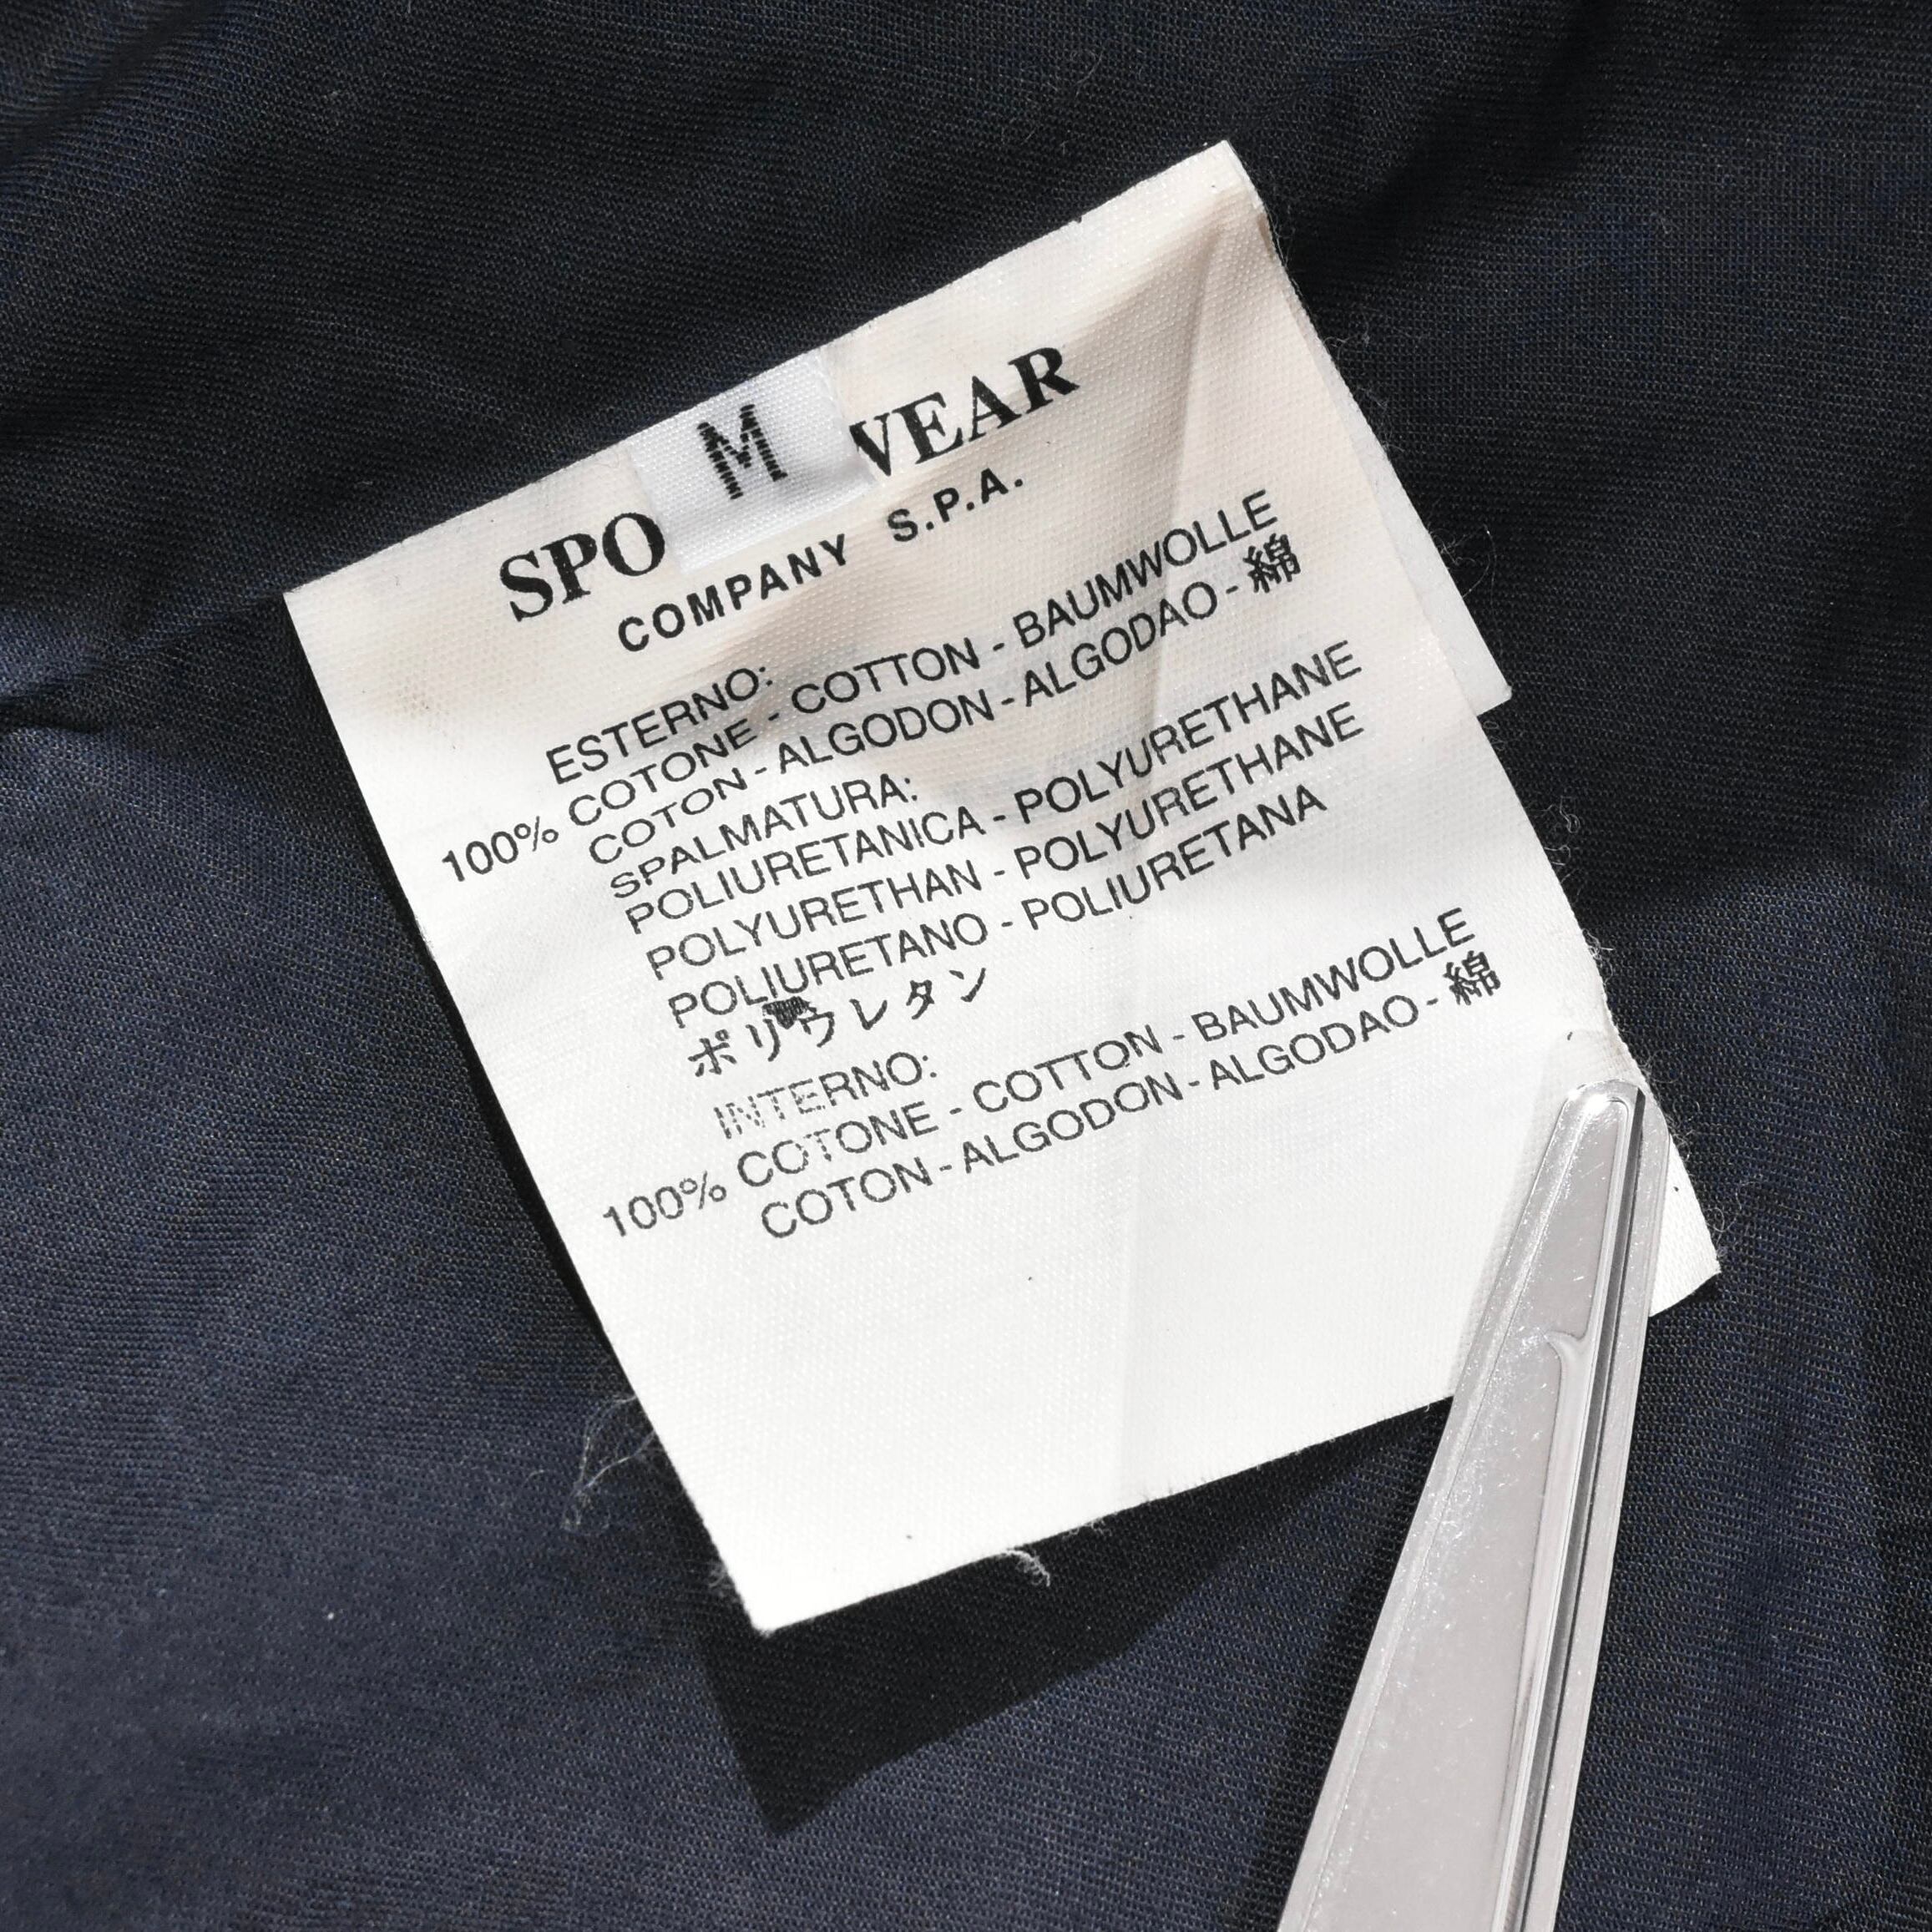 M
SPO WEAR
COMPANY S.P.A.
ESTERNO:
100% COTONE - COTTON - BAUMWOLLE
COTON - ALGODON - ALGODAO - 綿
SPALMATURA:
POLIURETANICA - POLYURETHANE
POLYURETHAN - POLYURETHANE
POLIURETANO - POLIURETANA
ポリウレタン
INTERNO:
100% COTONE - COTTON - BAUMWOLLE
COTON - ALGODON - ALGODAO - 綿